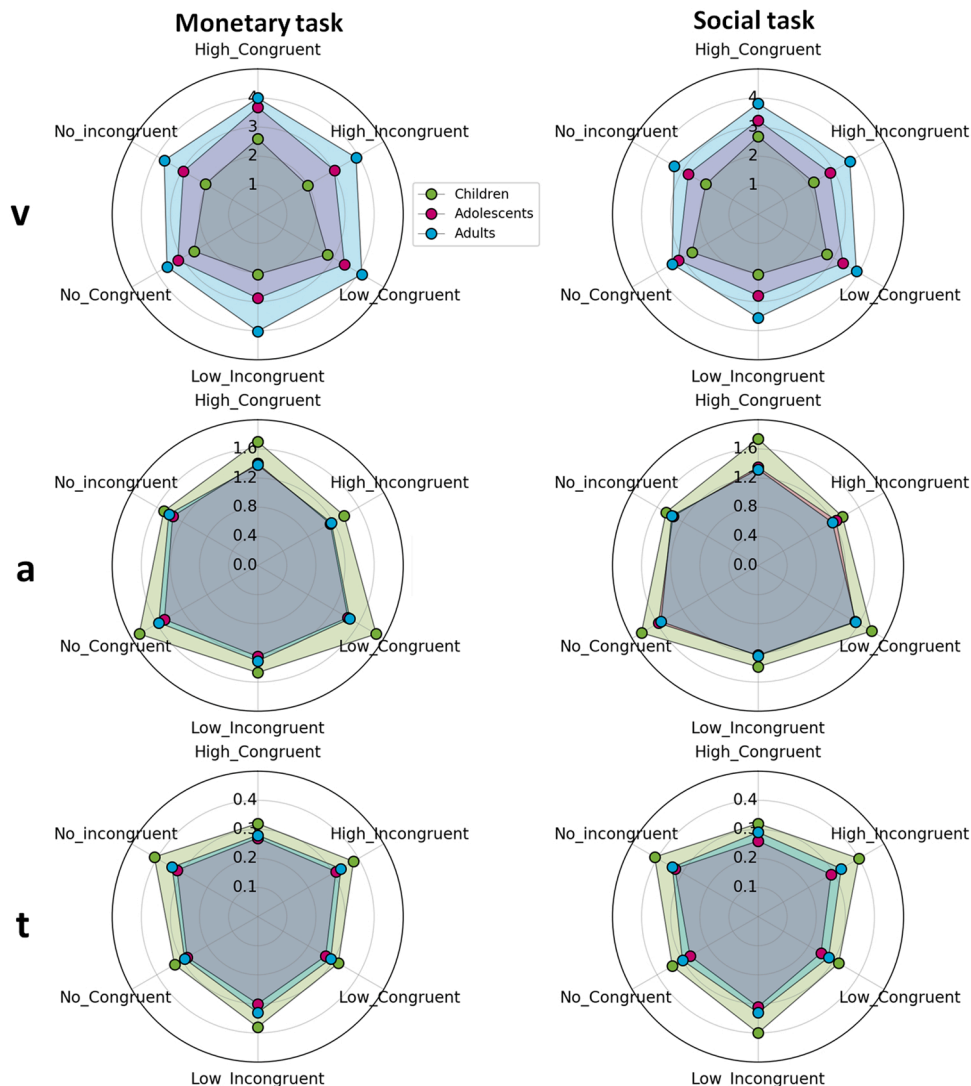 Monetary task
Social task
High_Congruent
High_Congruent
4
3
2
1
4
3
2
1
No_incongruent
High_Incongruent
No_incongruent
High_Incongruent
v
Children
Adolescents
Adults
No_Congruent
Low_Congruent
No_Congruent
Low_Congruent
Low_Incongruent
Low_Incongruent
High_Congruent
High_Congruent
1.6
1.2
0.8
0.4
0.0
1.6
1.2
0.8
0.4
0.0
No_incongruent
High_Incongruent
No_incongruent
High_Incongruent
a
No_Congruent
Low_Congruent
No_Congruent
Low_Congruent
Low_Incongruent
Low_Incongruent
High_Congruent
High_Congruent
0.4
0.3
0.2
0.1
0.4
0.3
0.2
0.1
No_incongruent
High_Incongruent
No_incongruent
High_Incongruent
t
No_Congruent
Low_Congruent
No_Congruent
Low_Congruent
Low_Incongruent
Low_Incongruent